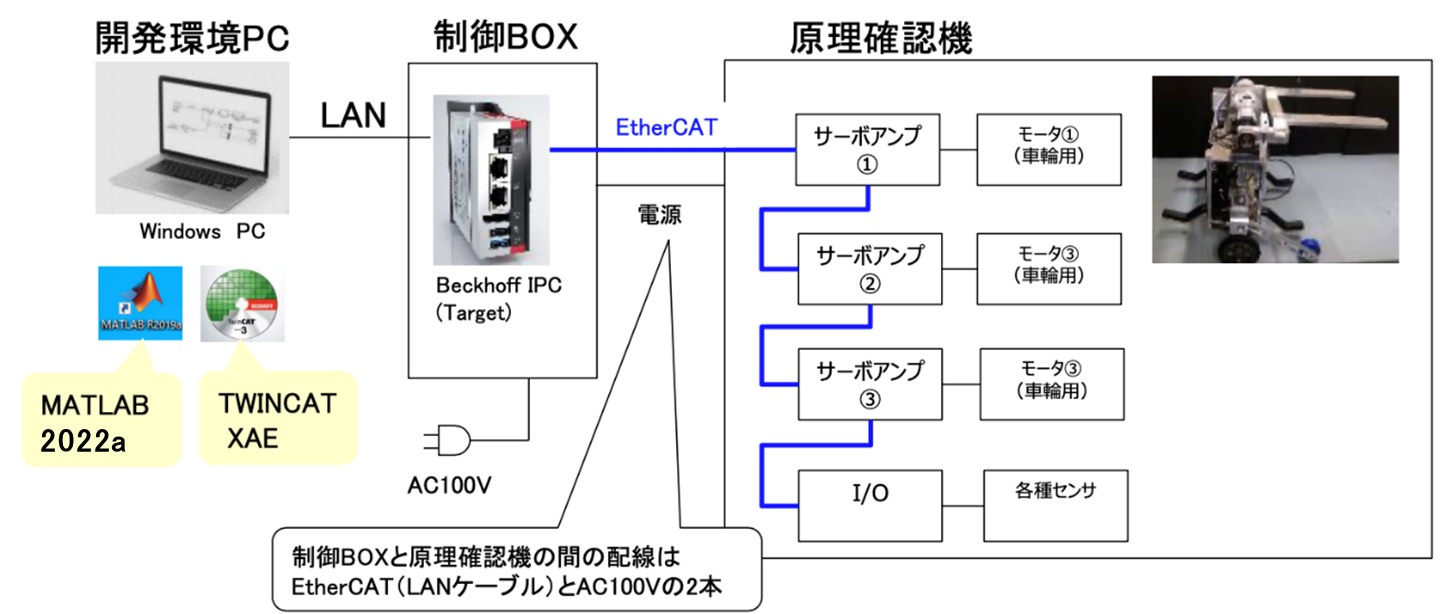 開発環境PC
制御BOX
原理確認機
LAN
EtherCAT
サーボアンプ
①
モータ①
(車輪用)
電源
Windows PC
サーボアンプ
②
モータ③
(車輪用)
Beckhoff IPC
(Target)
MATLAB R2019a
BECKHOFF
TwinCAT
-3
サーボアンプ
③
モータ③
(車輪用)
MATLAB
2022a
TWINCAT
XAE
AC100V
I/O
各種センサ
制御BOXと原理確認機の間の配線は
EtherCAT(LANケーブル)とAC100Vの2本